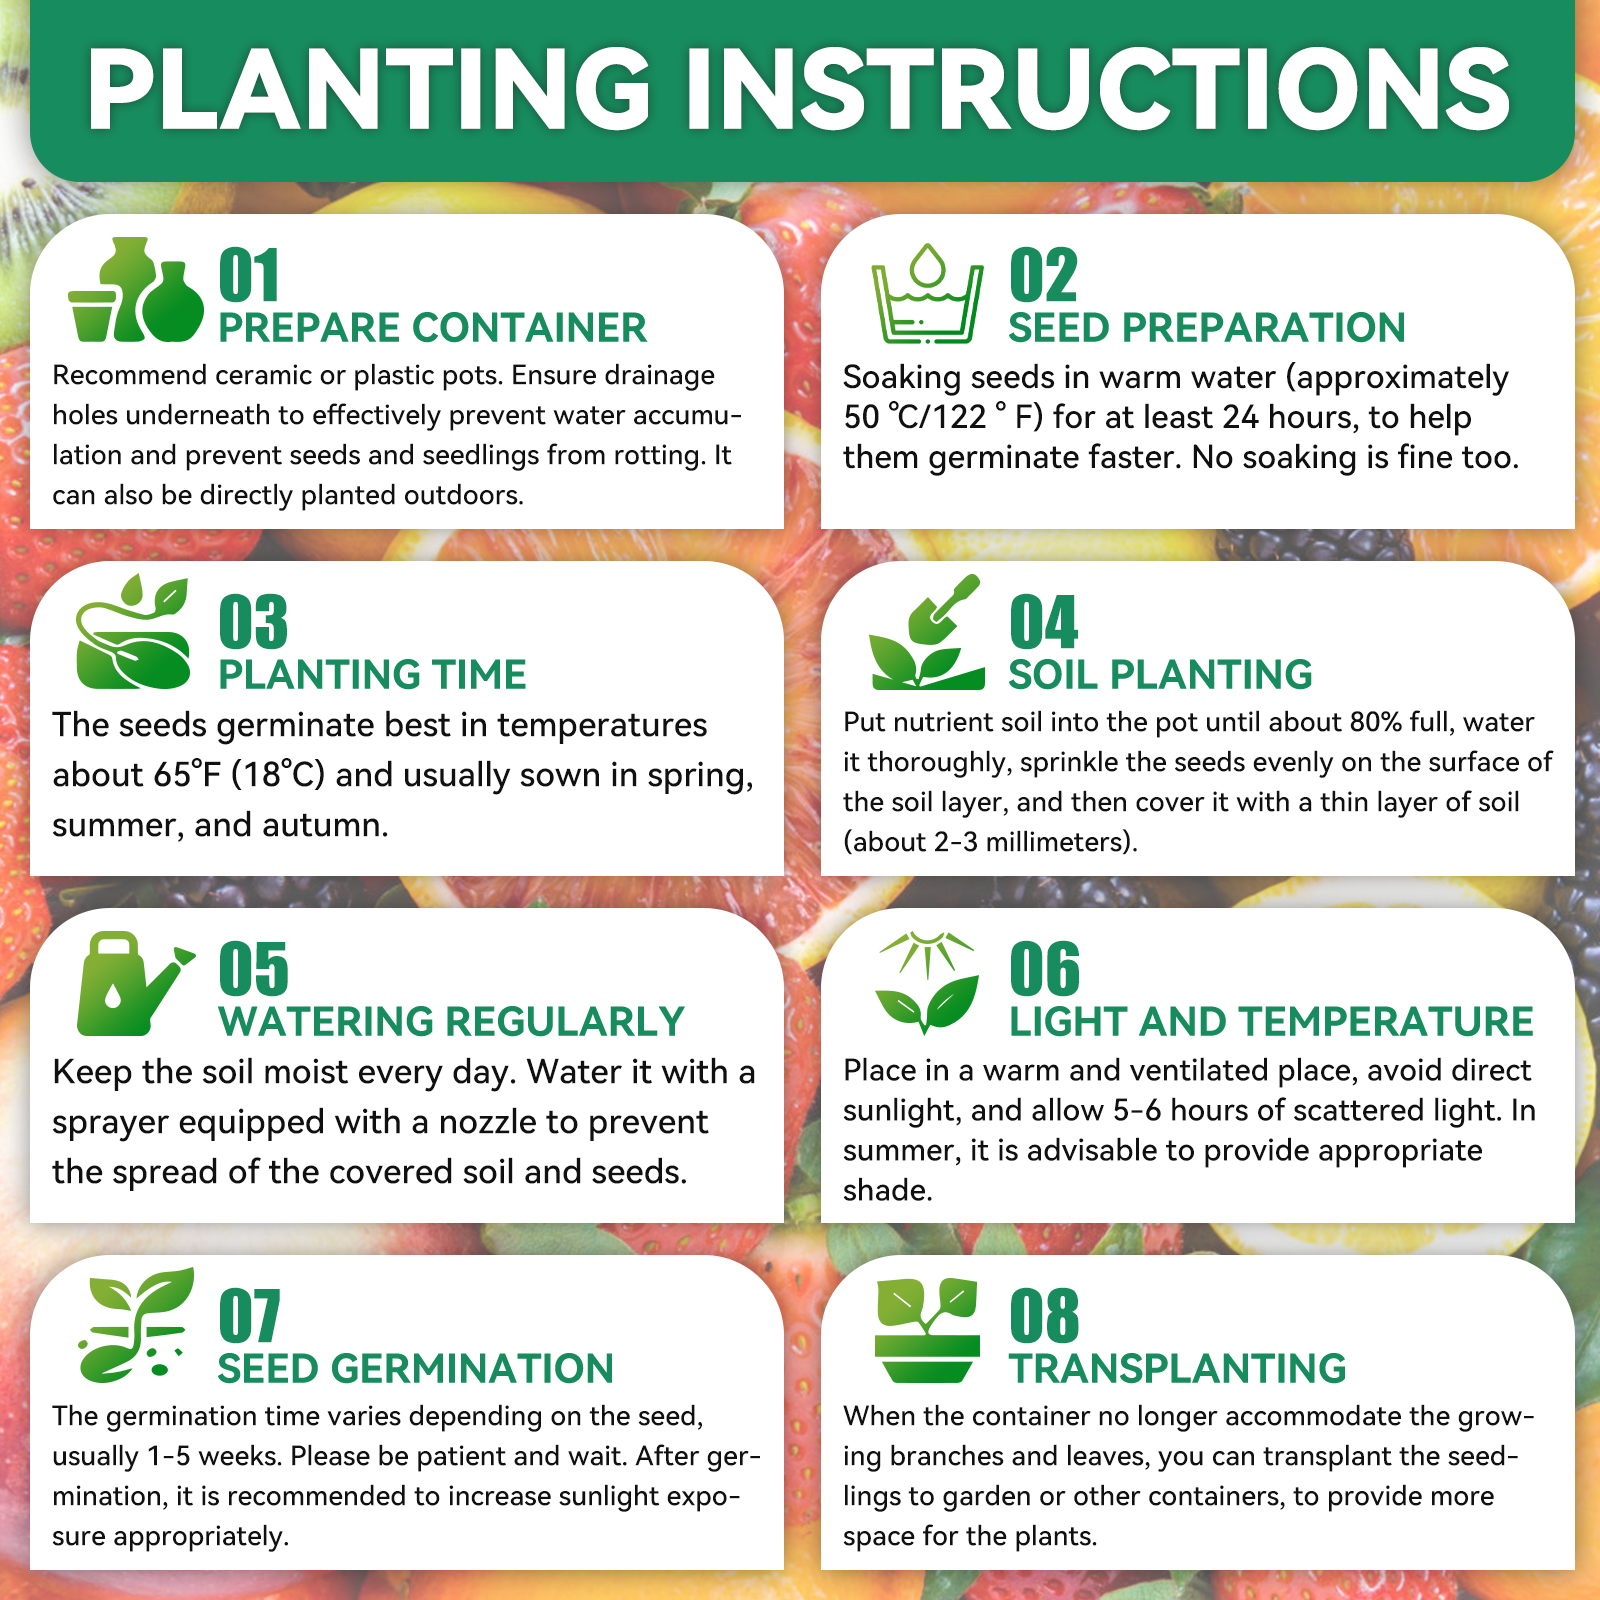 PLANTING INSTRUCTIONS
01
PREPARE CONTAINER
Recommend ceramic or plastic pots. Ensure drainage
holes underneath to effectively prevent water accumu-
lation and prevent seeds and seedlings from rotting. It
can also be directly planted outdoors.
02
SEED PREPARATION
Soaking seeds in warm water (approximately
50 ℃/122 ° F) for at least 24 hours, to help
them germinate faster. No soaking is fine too.
03
PLANTING TIME
The seeds germinate best in temperatures
about 65°F (18°C) and usually sown in spring,
summer, and autumn.
04
SOIL PLANTING
Put nutrient soil into the pot until about 80% full, water
it thoroughly, sprinkle the seeds evenly on the surface of
the soil layer, and then cover it with a thin layer of soil
(about 2-3 millimeters).
05
WATERING REGULARLY
Keep the soil moist every day. Water it with a
sprayer equipped with a nozzle to prevent
the spread of the covered soil and seeds.
06
LIGHT AND TEMPERATURE
Place in a warm and ventilated place, avoid direct
sunlight, and allow 5-6 hours of scattered light. In
summer, it is advisable to provide appropriate
shade.
07
SEED GERMINATION
The germination time varies depending on the seed,
usually 1-5 weeks. Please be patient and wait. After ger-
mination, it is recommended to increase sunlight expo-
sure appropriately.
08
TRANSPLANTING
When the container no longer accommodate the grow-
ing branches and leaves, you can transplant the seed-
lings to garden or other containers, to provide more
space for the plants.